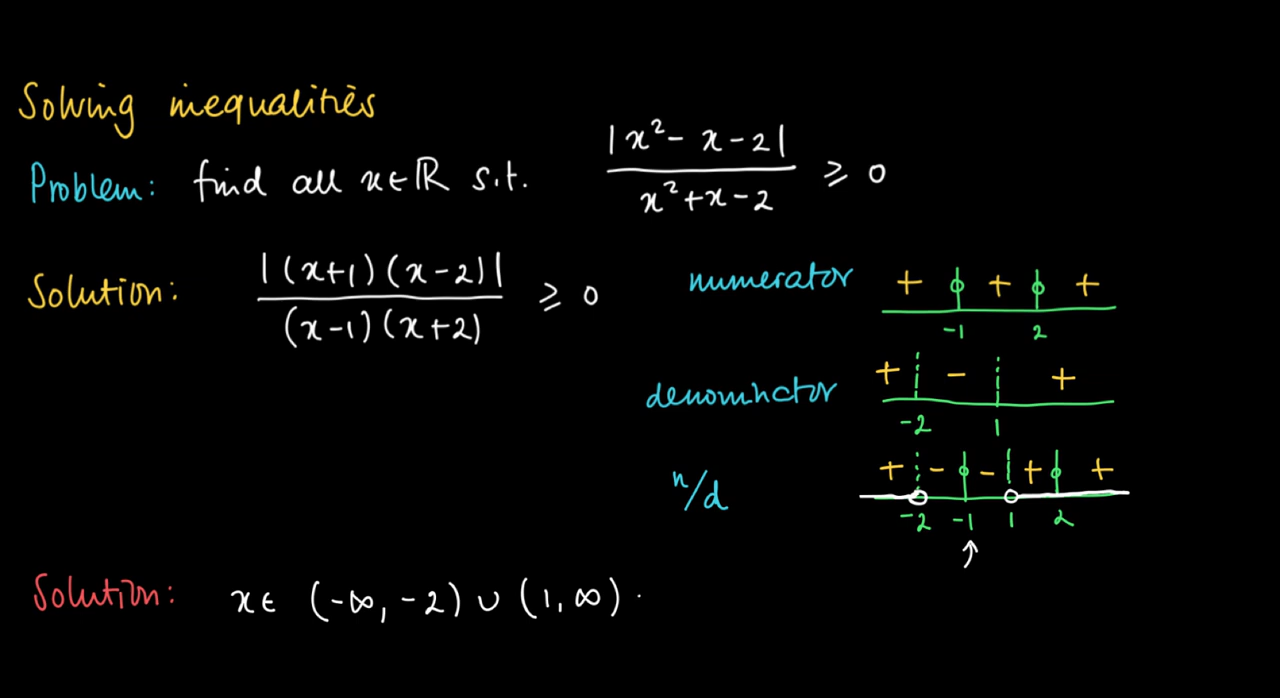 Solving inequalities
Problem: find all x∈ℝ s.t. |x²- x-2| / x²+x-2 ≥ 0
Solution: |(x+1)(x-2)| / (x-1)(x+2) ≥ 0
numerator + + +
-1 2
denominator + - +
-2 1
n/d + - - + +
-2 -1 1 2
↑
Solution: x∈ (-∞, -2) ∪ (1, ∞) .